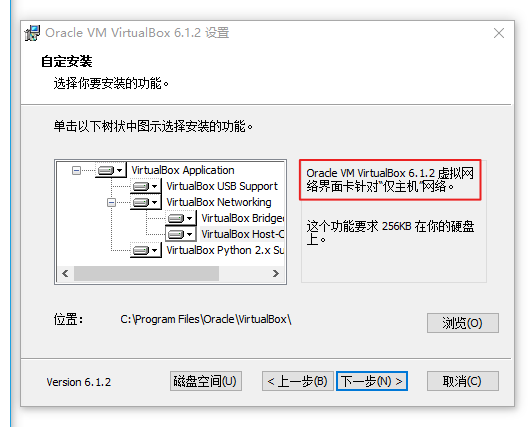 Oracle VM VirtualBox 6.1.2 设置
自定安装
选择你要安装的功能。
单击以下树状中图示选择安装的功能。
VirtualBox Application
VirtualBox USB Support
VirtualBox Networking
VirtualBox Bridge
VirtualBox Host-C
VirtualBox Python 2.x Su
Oracle VM VirtualBox 6.1.2 虚拟网
络界面卡针对“仅主机”网络。
这个功能要求 256KB 在你的硬盘
上。
位置： C:\Program Files\Oracle\VirtualBox\
浏览(O)
Version 6.1.2
磁盘空间(U)
< 上一步(B)
下一步(N) >
取消(C)